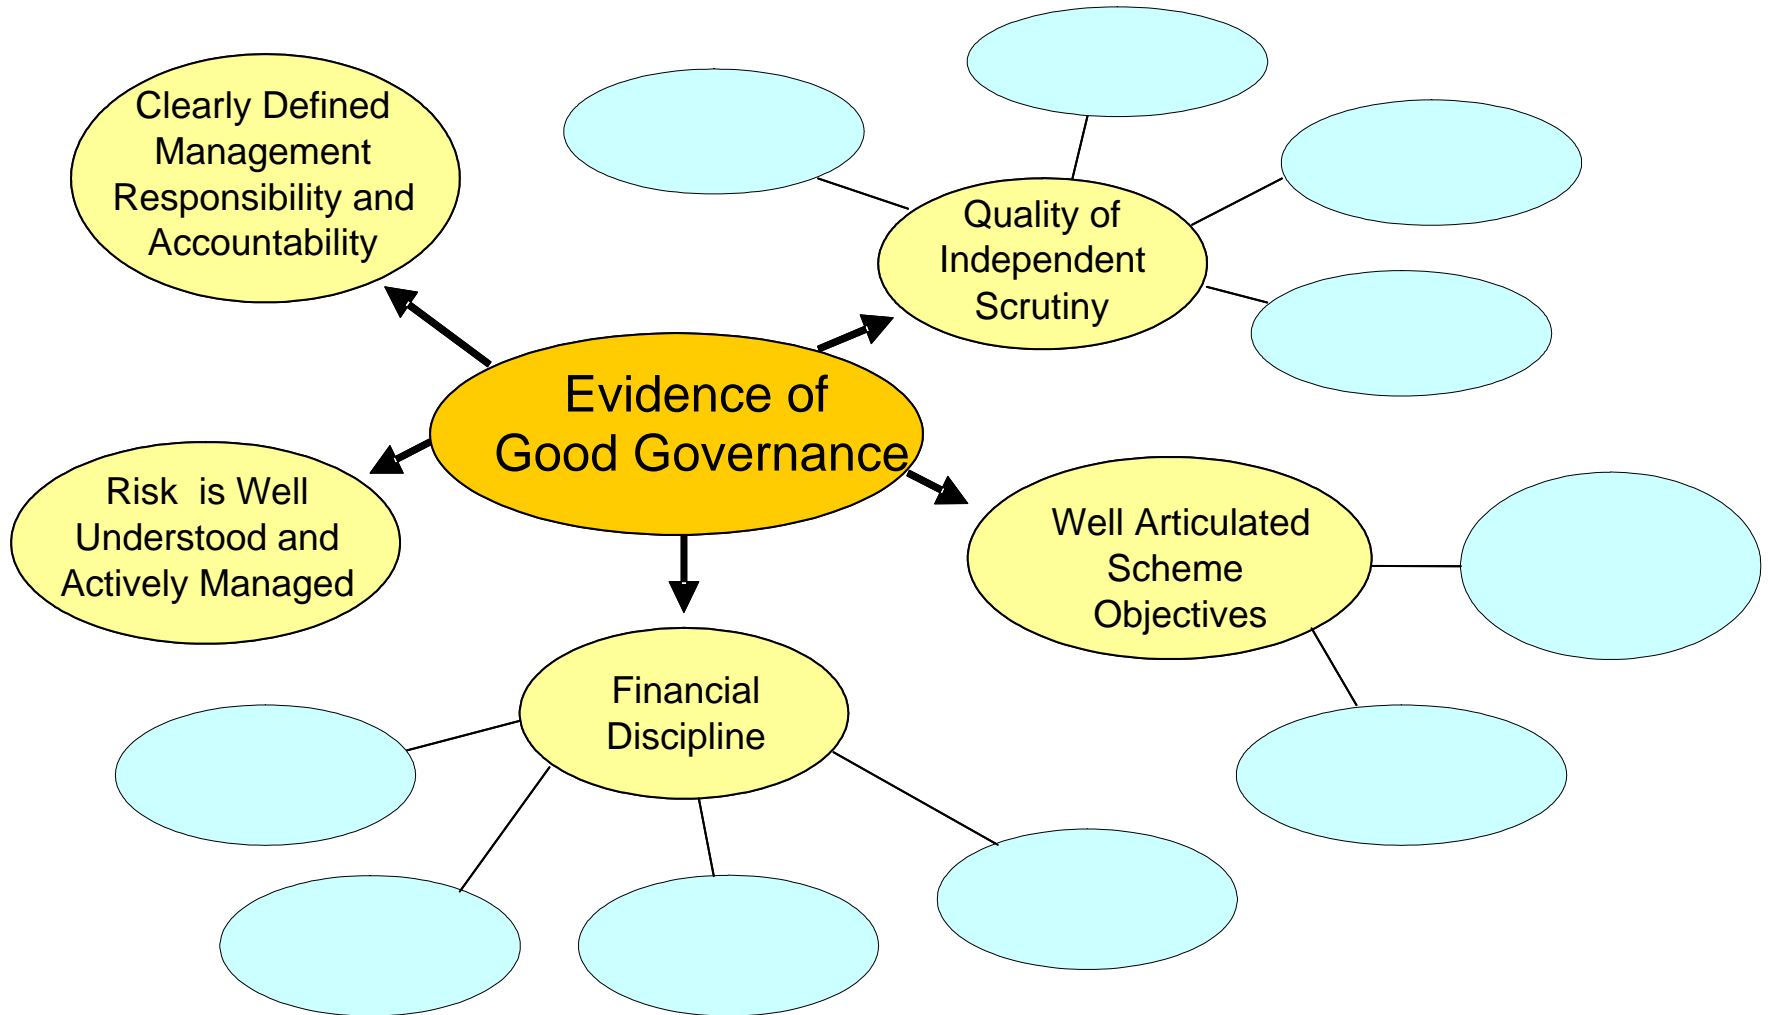 Clearly Defined
Management
Responsibility and
Accountability
Quality of
Independent
Scrutiny
Evidence of
Good Governance
Risk is Well
Understood and
Actively Managed
Well Articulated
Scheme
Objectives
Financial
Discipline